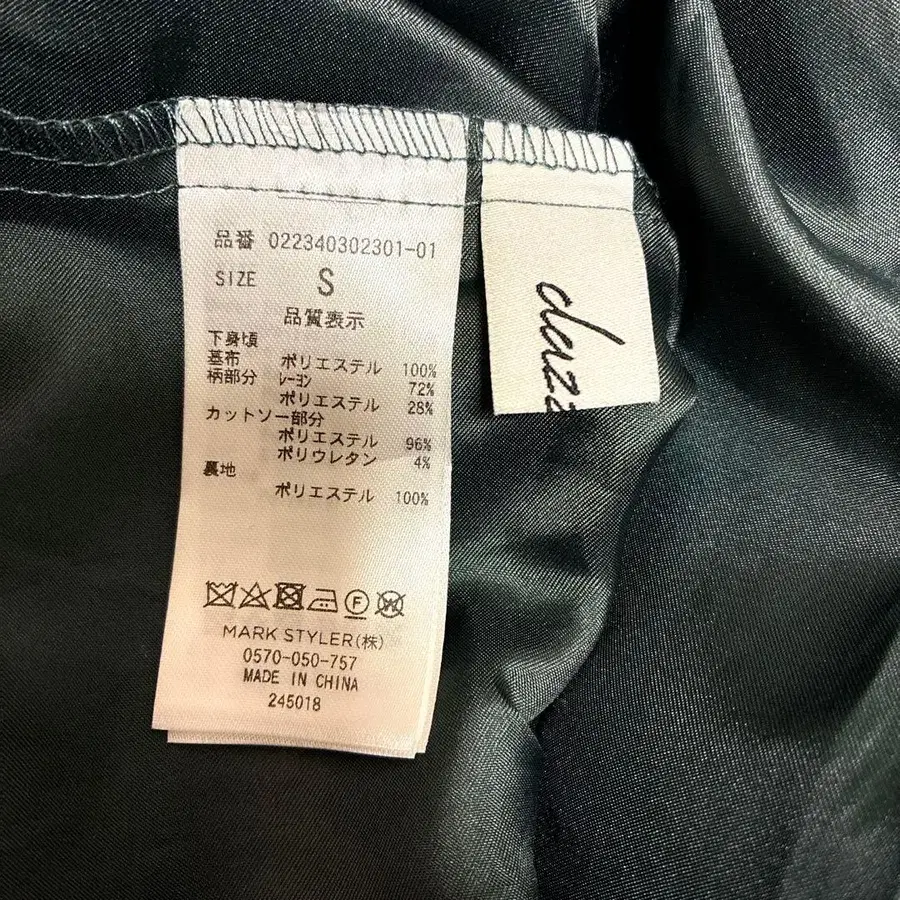 品番 022340302301-01
SIZE S
品質表示
下身頃
基布 ポリエステル 100%
柄部分 レーヨン 72%
ポリエステル 28%
カットソー部分
ポリエステル 96%
ポリウレタン 4%
裏地
ポリエステル 100%
F W
MARK STYLER(株)
0570-050-757
MADE IN CHINA
245018
daz